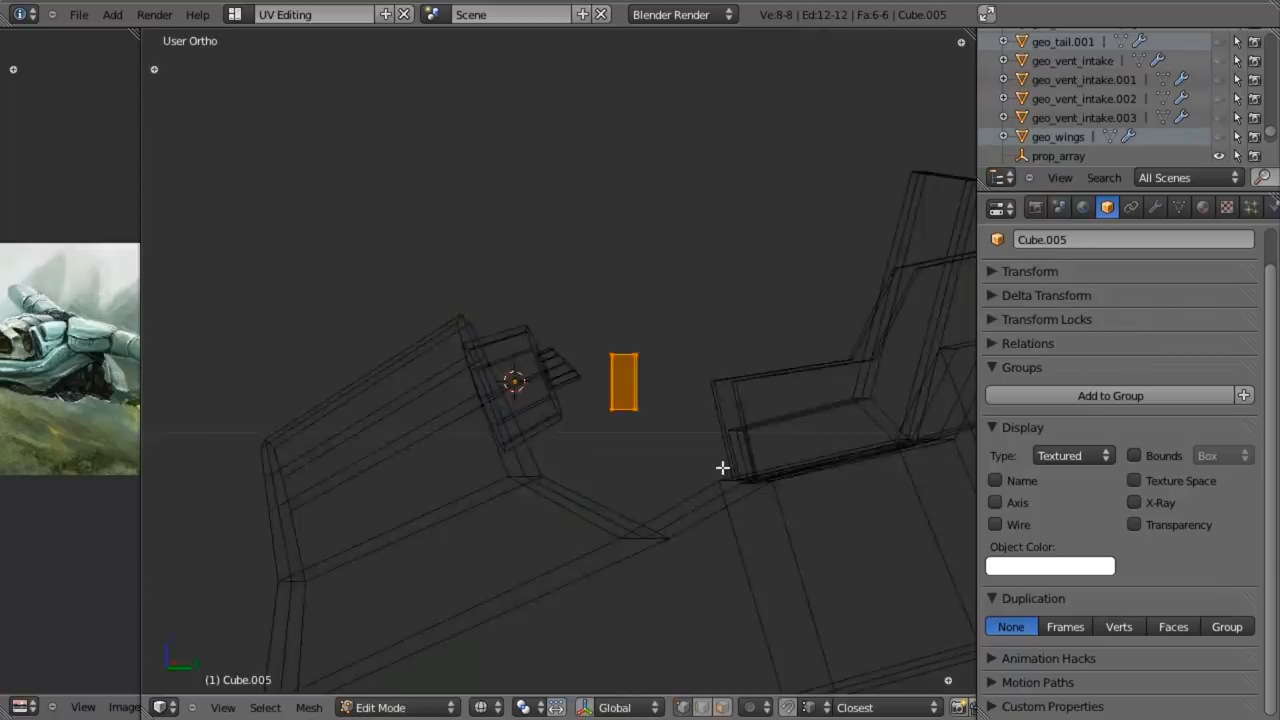 File Add Render Help UV Editing Scene Blender Render Ve:8-8 | Ed:12-12 | Fa:6-6 | Cube.005
User Ortho
geo_tail.001
geo_vent_intake
geo_vent_intake.001
geo_vent_intake.002
geo_vent_intake.003
geo_wings
prop_array
View Search All Scenes
Cube.005
Transform
Delta Transform
Transform Locks
Relations
Groups
Add to Group
Display
Type: Textured Bounds Box
Name Texture Space
Axis X-Ray
Wire Transparency
Object Color:
Duplication
None Frames Verts Faces Group
Animation Hacks
Motion Paths
Custom Properties
(1) Cube.005
View Image View Select Mesh Edit Mode Global Closest